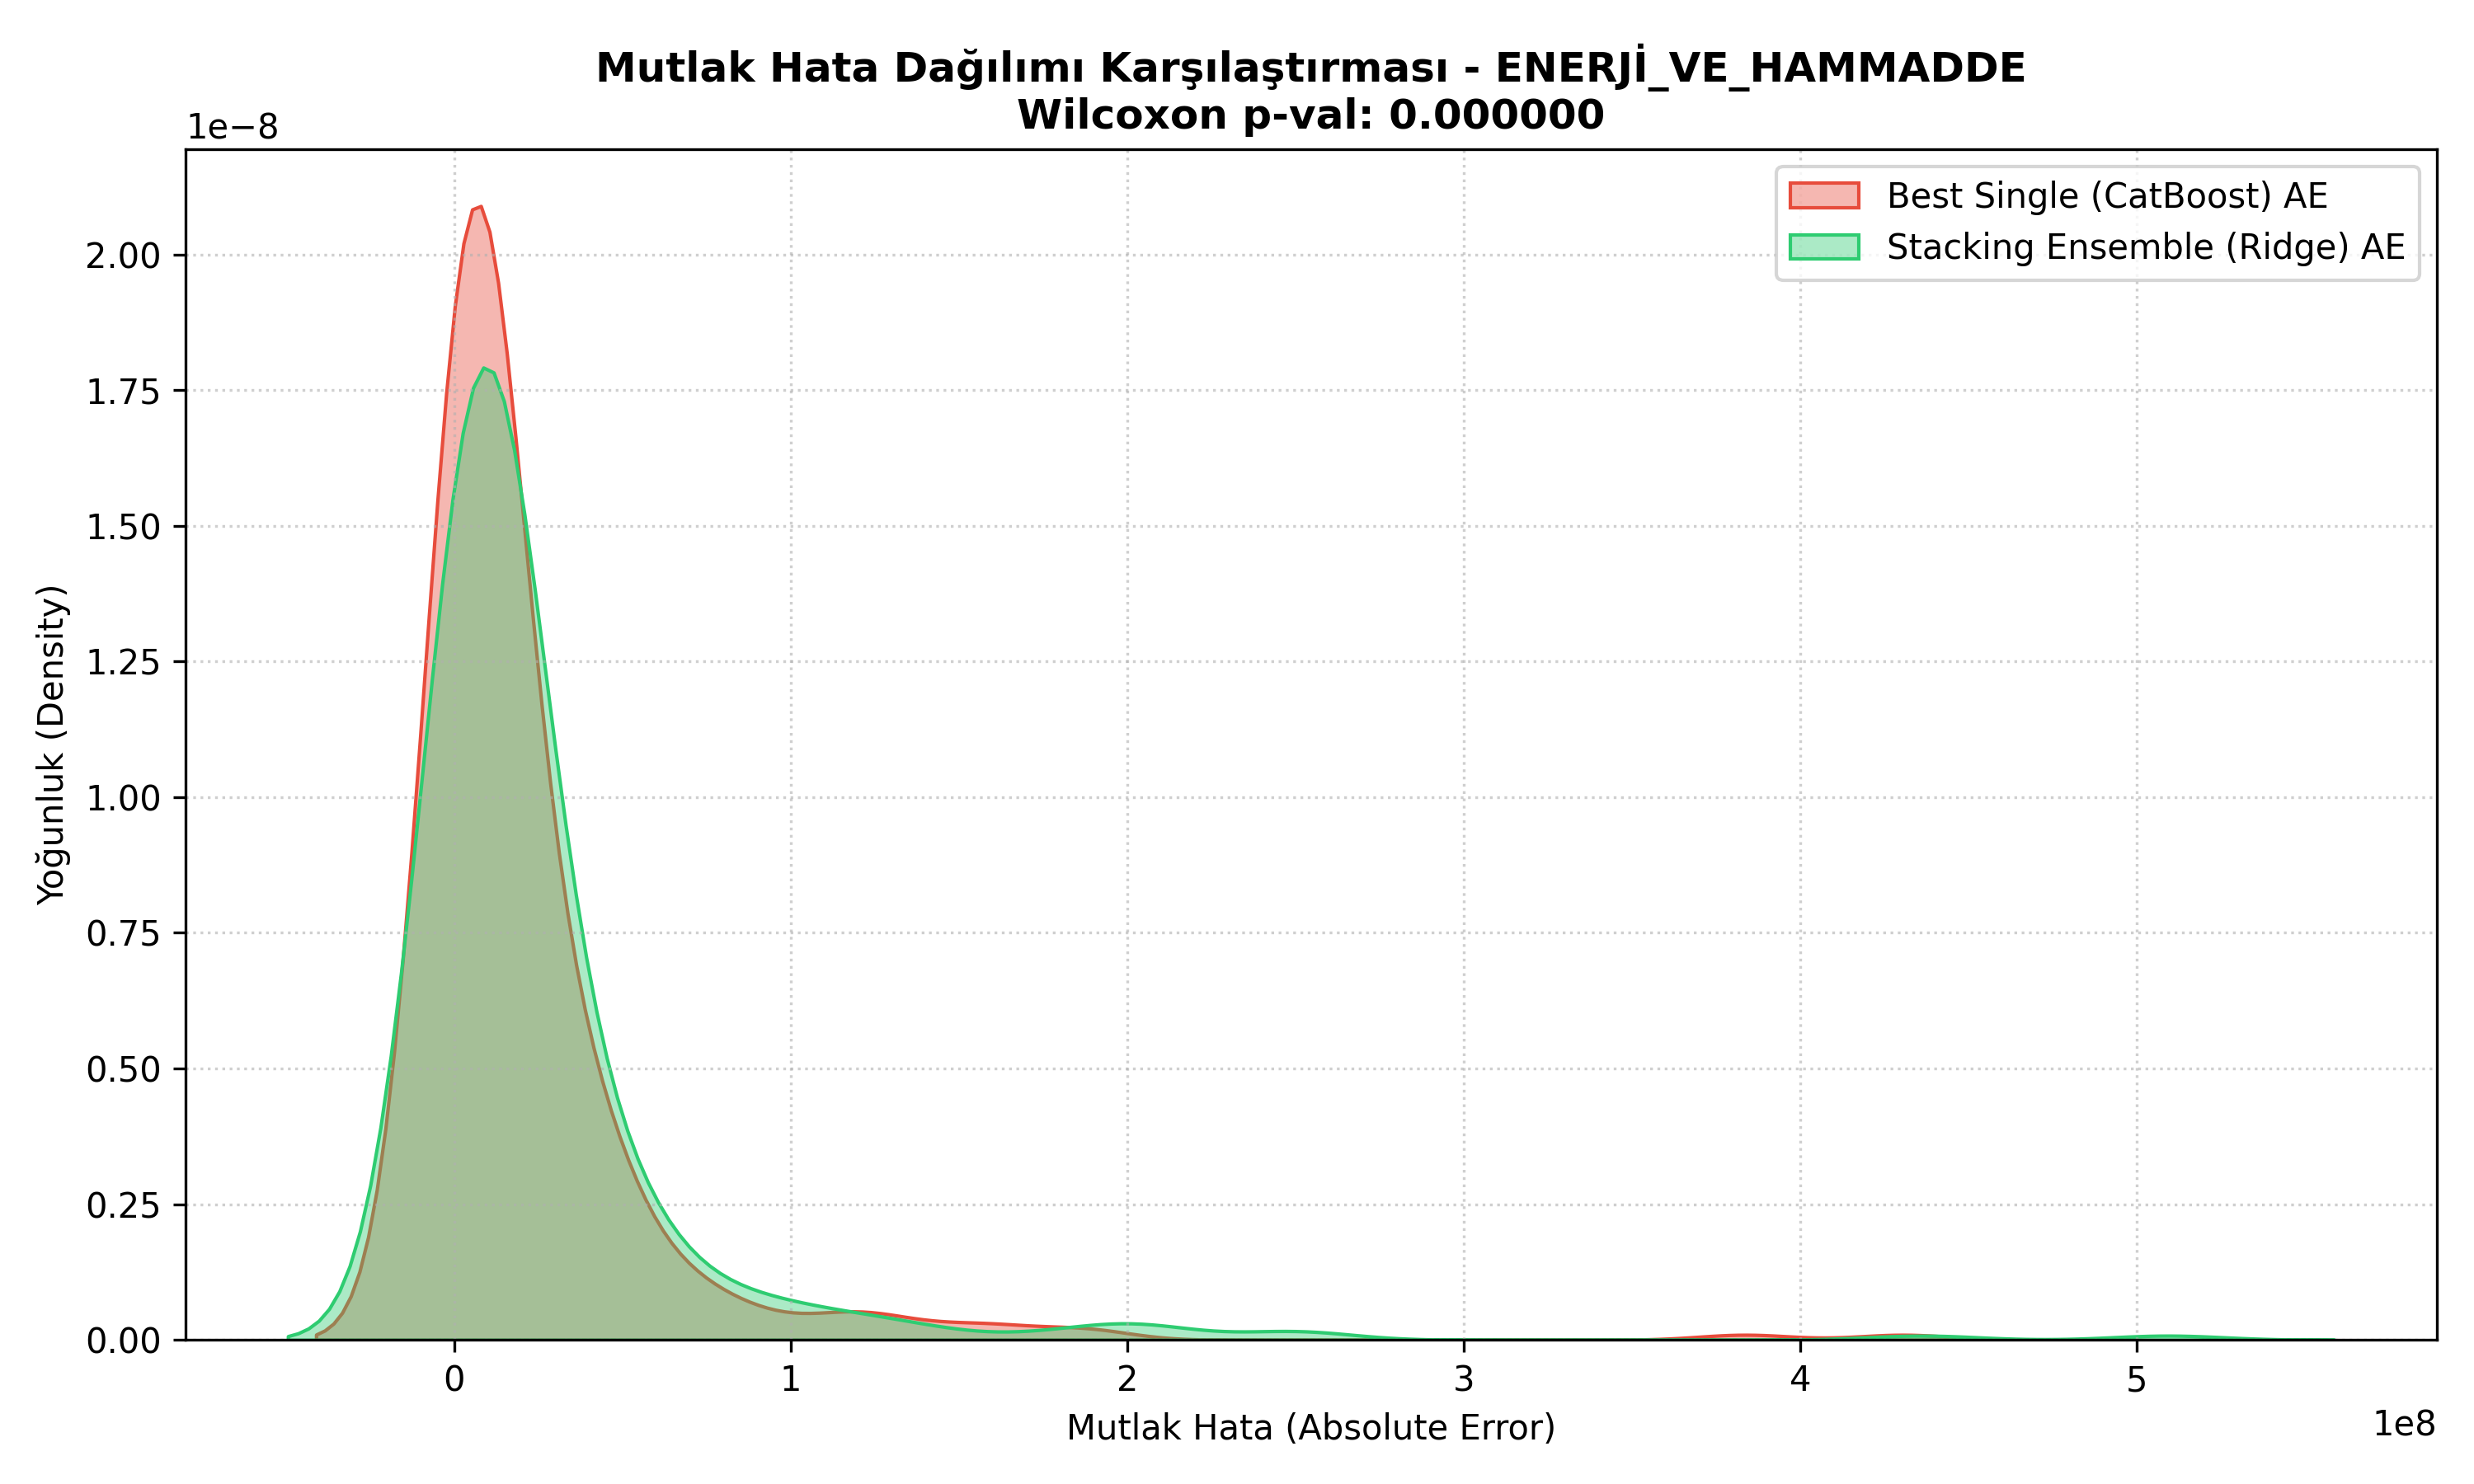 Mutlak Hata Dağılımı Karşılaştırması - ENERJİ_VE_HAMMADDE
Wilcoxon p-val: 0.000000
1e−8
Best Single (CatBoost) AE
Stacking Ensemble (Ridge) AE
2.00
1.75
1.50
1.25
1.00
0.75
0.50
0.25
0.00
Yoğunluk (Density)
0 1 2 3 4 5
1e8
Mutlak Hata (Absolute Error)